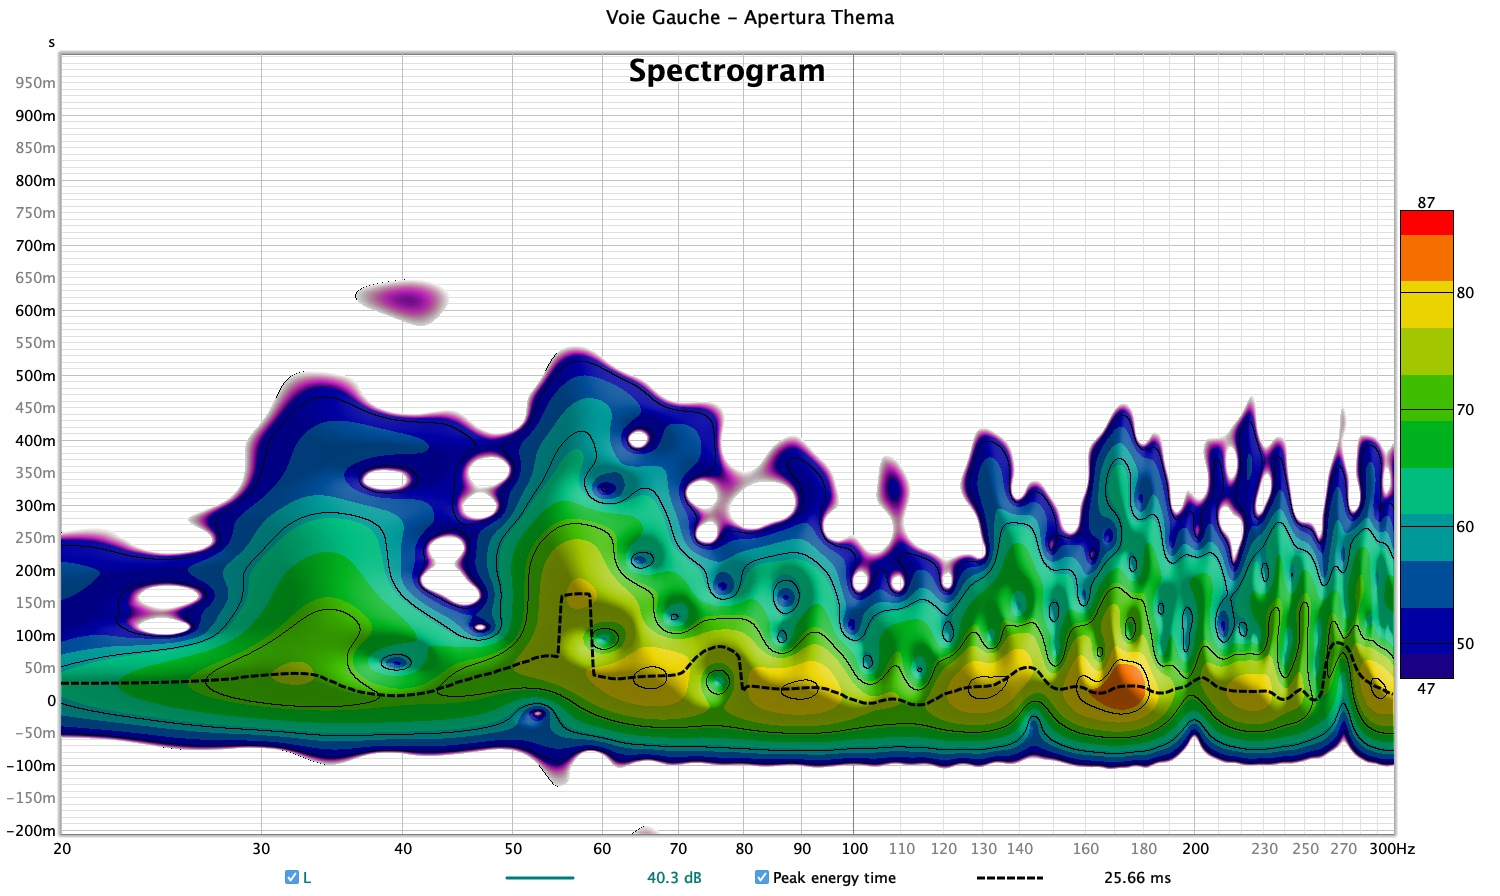 Voie Gauche – Apertura Thema
s
Spectrogram
950m
900m
850m
800m
750m
700m
650m
600m
550m
500m
450m
400m
350m
300m
250m
200m
150m
100m
50m
0
−50m
−100m
−150m
−200m
87
80
70
60
50
47
20 30 40 50 60 70 80 90 100 110 120 130 140 160 180 200 230 250 270 300Hz
L 40.3 dB Peak energy time 25.66 ms